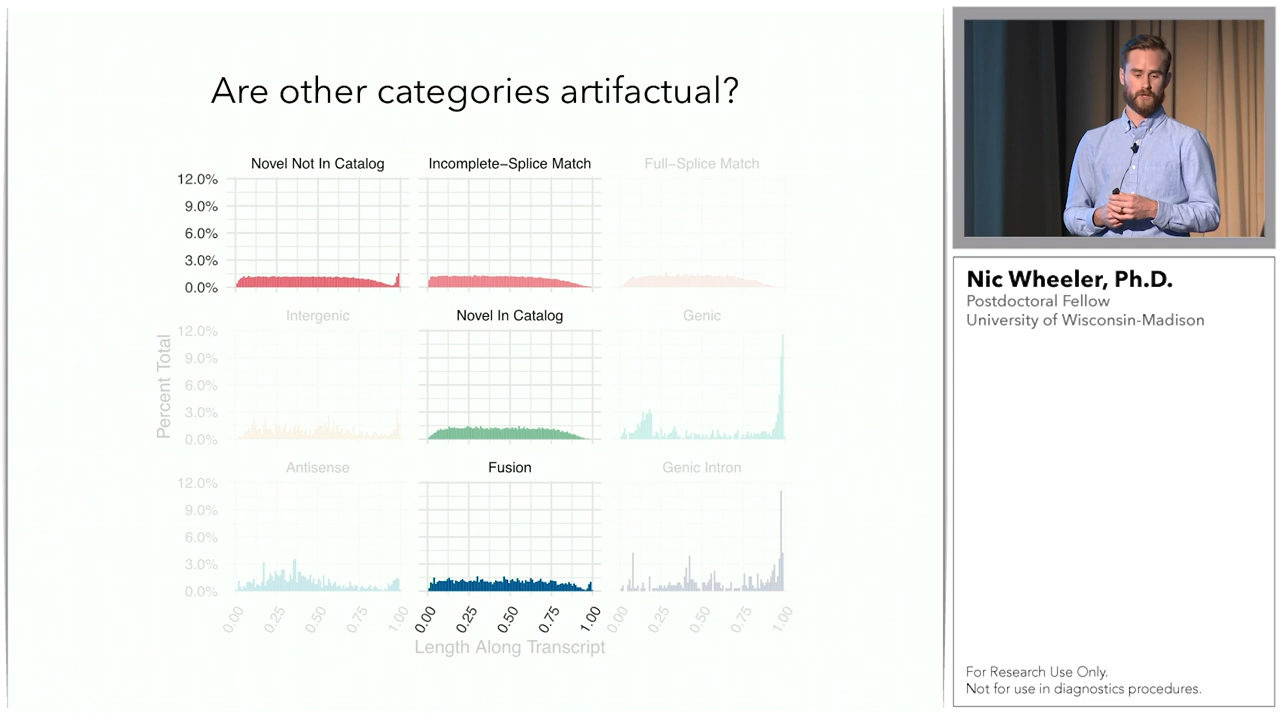 Are other categories artifactual?
Novel Not In Catalog
Incomplete-Splice Match
Full-Splice Match
12.0%
9.0%
6.0%
3.0%
0.0%
Intergenic
Novel In Catalog
Genic
12.0%
9.0%
6.0%
3.0%
0.0%
Percent Total
Antisense
Fusion
Genic Intron
12.0%
9.0%
6.0%
3.0%
0.0%
0.00 0.25 0.50 0.75 1.00 0.00 0.25 0.50 0.75 1.00 0.00 0.25 0.50 0.75 1.00
Length Along Transcript
Nic Wheeler, Ph.D.
Postdoctoral Fellow
University of Wisconsin-Madison
For Research Use Only.
Not for use in diagnostics procedures.